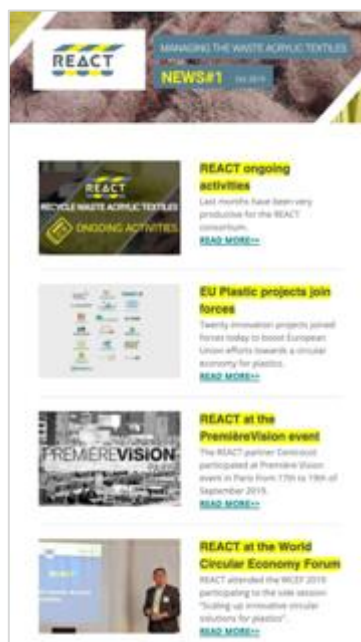 REACT
MANAGING THE WASTE ACRYLIC TEXTILES
NEWS#1 Oct 2019
REACT
RECYCLE WASTE ACRYLIC TEXTILES
ONGOING ACTIVITIES
REACT ongoing
activities
Last months have been very
productive for the REACT
consortium.
READ MORE>>
EU Plastic projects join
forces
Twenty innovation projects joined
forces today to boost European
Union efforts towards a circular
economy for plastics.
READ MORE>>
PREMIÈREVISION
PARIS
REACT at the
PremièreVision event
The REACT partner Centrocot
participated at Première Vision
event in Paris from 17th to 19th of
September 2019.
READ MORE>>
REACT
REACT at the World
Circular Economy Forum
REACT attended the WCEF 2019
participating to the side session
"Scaling up innovative circular
solutions for plastics".
READ MORE>>